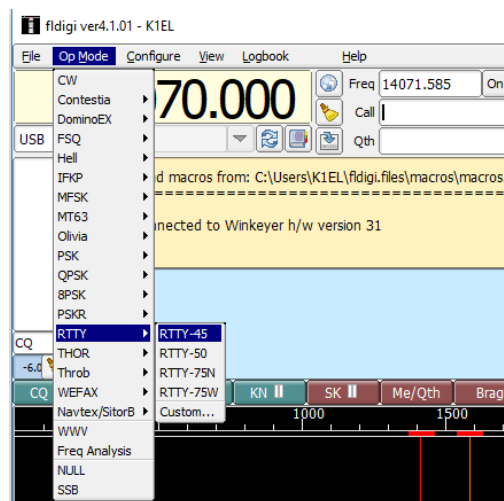 fldigi ver4.1.01 - K1EL
File Op Mode Configure View Logbook Help
CW
Contestia
DominoEX
FSQ
Hell
IFKP
MFSK
MT63
Olivia
PSK
QPSK
8PSK
PSKR
RTTY
THOR
Throb
WEFAX
Navtex/SitorB
WWV
Freq Analysis
NULL
SSB
RTTY-45
RTTY-50
RTTY-75N
RTTY-75W
Custom...
70.000
Freq 14071.585 On
Call
Qth
USB
d macros from: C:\Users\K1EL\fldigi.files\macros\macros
nnected to Winkeyer h/w version 31
CQ
-6.0
CQ KN SK Me/Qth Brag
1000 1500